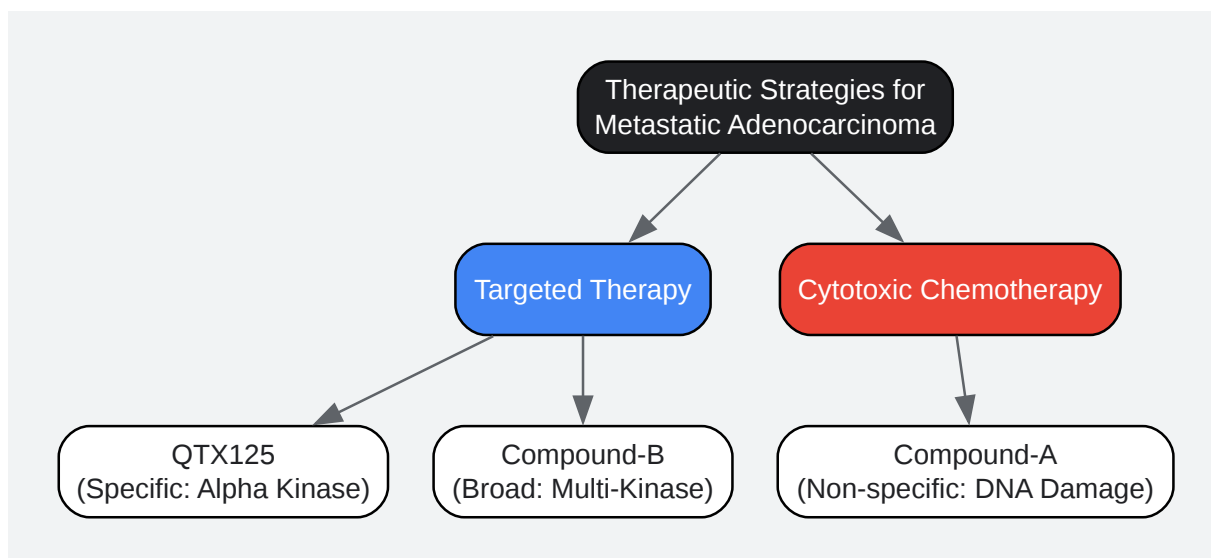 Therapeutic Strategies for
Metastatic Adenocarcinoma
Targeted Therapy
Cytotoxic Chemotherapy
QTX125
(Specific: Alpha Kinase)
Compound-B
(Broad: Multi-Kinase)
Compound-A
(Non-specific: DNA Damage)